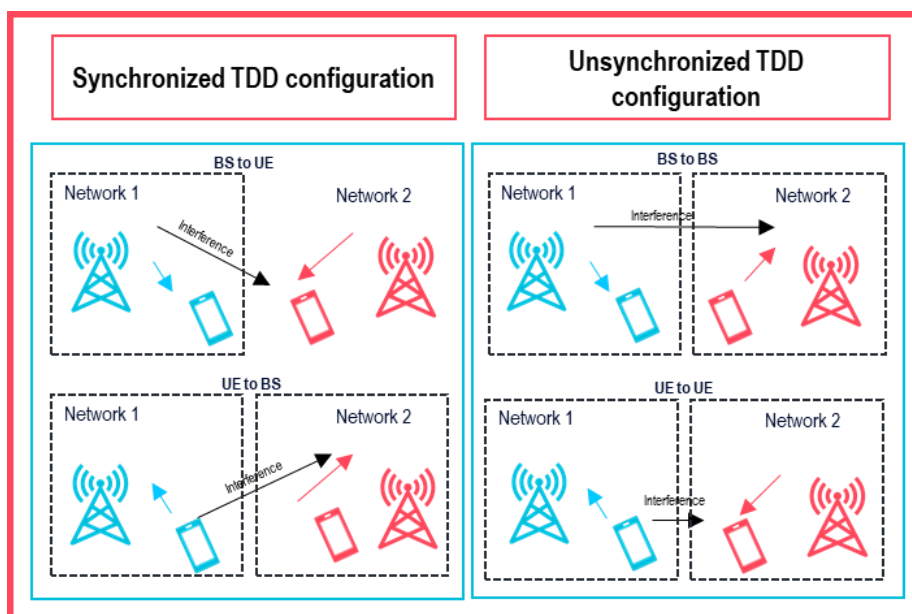 Synchronized TDD configuration
Unsynchronized TDD
configuration
BS to UE
Network 1
Network 2
Interference
UE to BS
Network 1
Network 2
Interference
BS to BS
Network 1
Network 2
Interference
UE to UE
Network 1
Network 2
Interference